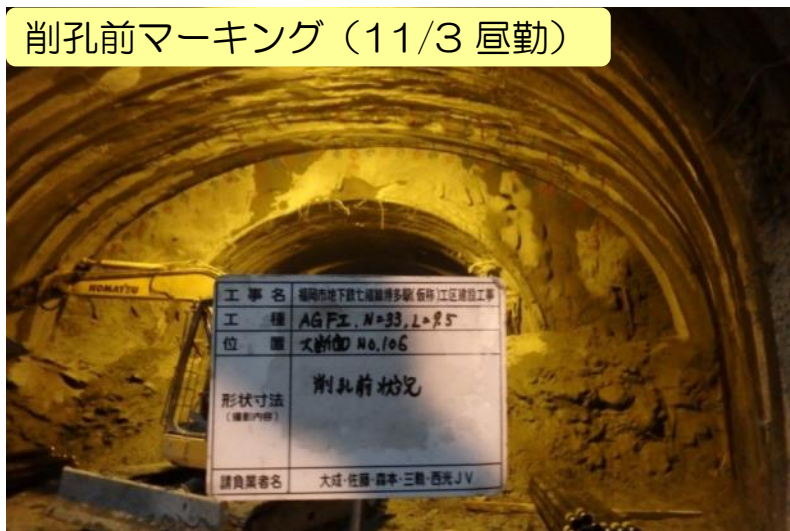 削孔前マーキング（11/3 昼勤）
KOMATSU
工事名 福岡市地下鉄七隈線博多駅(仮称)工区建設工事
工種 AGF工, N=33, L=9.5
位置 大断面 NO.106
形状寸法 削孔前状況
(撮影内容)
請負業者名 大成・佐藤・森本・三軌・西光JV